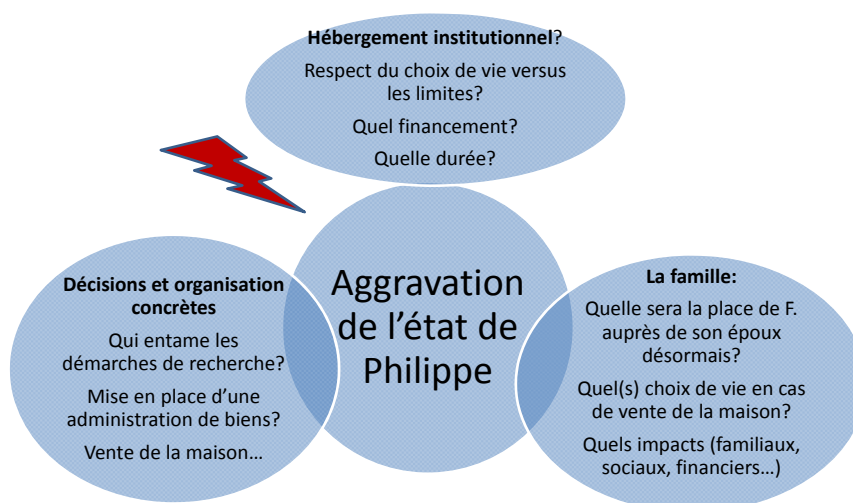 Hébergement institutionnel?
Respect du choix de vie versus
les limites?
Quel financement?
Quelle durée?
Aggravation
de l'état de
Philippe
Décisions et organisation
concrètes
Qui entame les
démarches de recherche?
Mise en place d'une
administration de biens?
Vente de la maison…
La famille:
Quelle sera la place de F.
auprès de son époux
désormais?
Quel(s) choix de vie en cas
de vente de la maison?
Quels impacts (familiaux,
sociaux, financiers…)